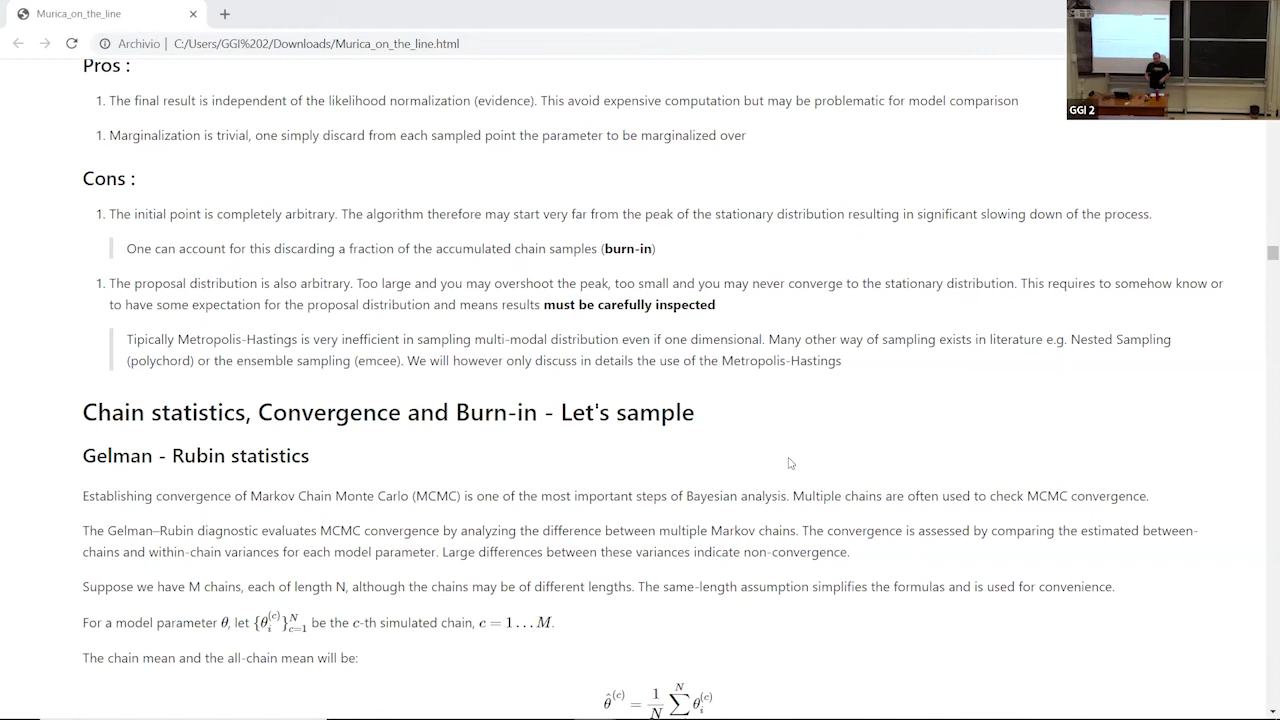 Murica_on_the_line
Archivio | C:/Users/GGI%202/Downloads/Murica_on_the_line.html
GGI 2
Pros :
1. The final result is independent of the likelihood normalization (evidence). This avoid expensive computation but may be problematic for model comparison
1. Marginalization is trivial, one simply discard from each sampled point the parameter to be marginalized over
Cons :
1. The initial point is completely arbitrary. The algorithm therefore may start very far from the peak of the stationary distribution resulting in significant slowing down of the process.
One can account for this discarding a fraction of the accumulated chain samples (burn-in)
1. The proposal distribution is also arbitrary. Too large and you may overshoot the peak, too small and you may never converge to the stationary distribution. This requires to somehow know or
to have some expectation for the proposal distribution and means results must be carefully inspected
Tipically Metropolis-Hastings is very inefficient in sampling multi-modal distribution even if one dimensional. Many other way of sampling exists in literature e.g. Nested Sampling
(polychord) or the ensemble sampling (emcee). We will however only discuss in details the use of the Metropolis-Hastings
Chain statistics, Convergence and Burn-in - Let's sample
Gelman - Rubin statistics
Establishing convergence of Markov Chain Monte Carlo (MCMC) is one of the most important steps of Bayesian analysis. Multiple chains are often used to check MCMC convergence.
The Gelman–Rubin diagnostic evaluates MCMC convergence by analyzing the difference between multiple Markov chains. The convergence is assessed by comparing the estimated between-
chains and within-chain variances for each model parameter. Large differences between these variances indicate non-convergence.
Suppose we have M chains, each of length N, although the chains may be of different lengths. The same-length assumption simplifies the formulas and is used for convenience.
For a model parameter θ, let {θ_i^{(c)}}_{c=1}^N be the c-th simulated chain, c = 1…M.
The chain mean and the all-chain mean will be:
θ̂^{(c)} = 1/N ∑^N θ_i^{(c)}